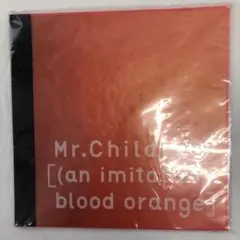 Mr.Child
[(an imita
blood orange]